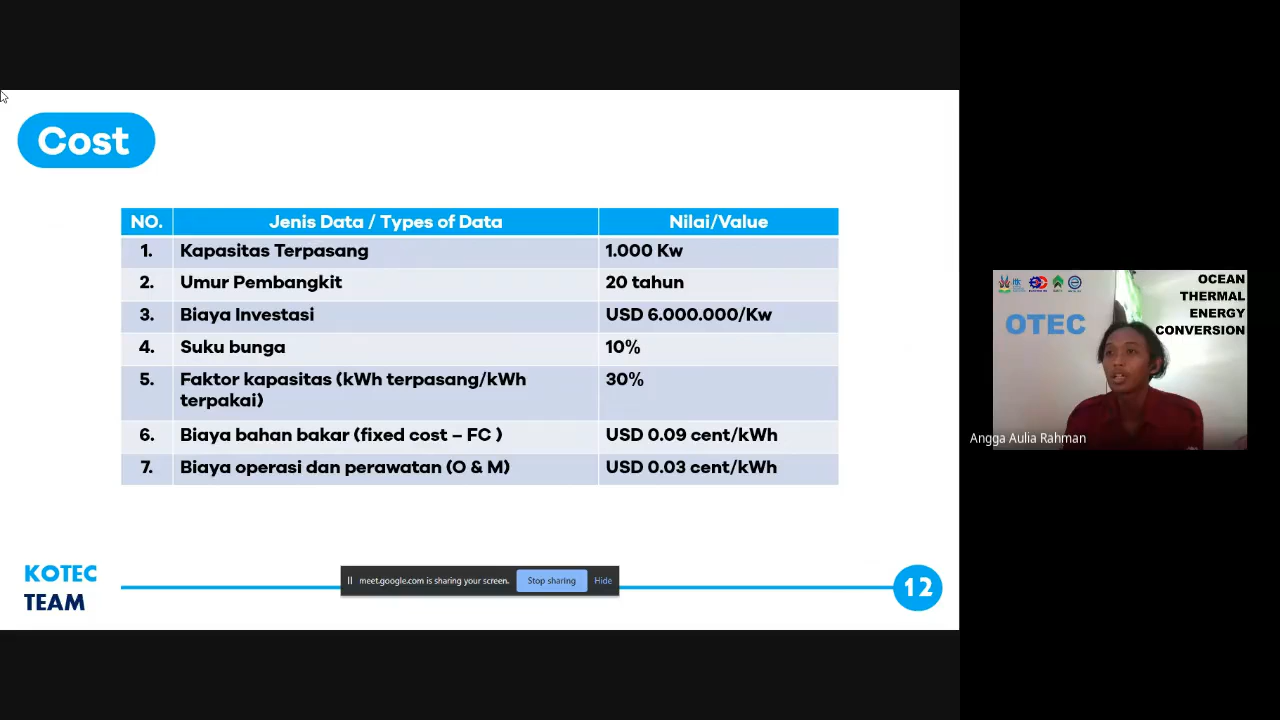 Cost
NO. Jenis Data / Types of Data Nilai/Value
1. Kapasitas Terpasang 1.000 Kw
2. Umur Pembangkit 20 tahun
3. Biaya Investasi USD 6.000.000/Kw
4. Suku bunga 10%
5. Faktor kapasitas (kWh terpasang/kWh 30%
terpakai)
6. Biaya bahan bakar (fixed cost – FC ) USD 0.09 cent/kWh
7. Biaya operasi dan perawatan (O & M) USD 0.03 cent/kWh
KOTEC
TEAM
meet.google.com is sharing your screen. Stop sharing Hide
12
OTEC
OCEAN
THERMAL
ENERGY
CONVERSION
Angga Aulia Rahman